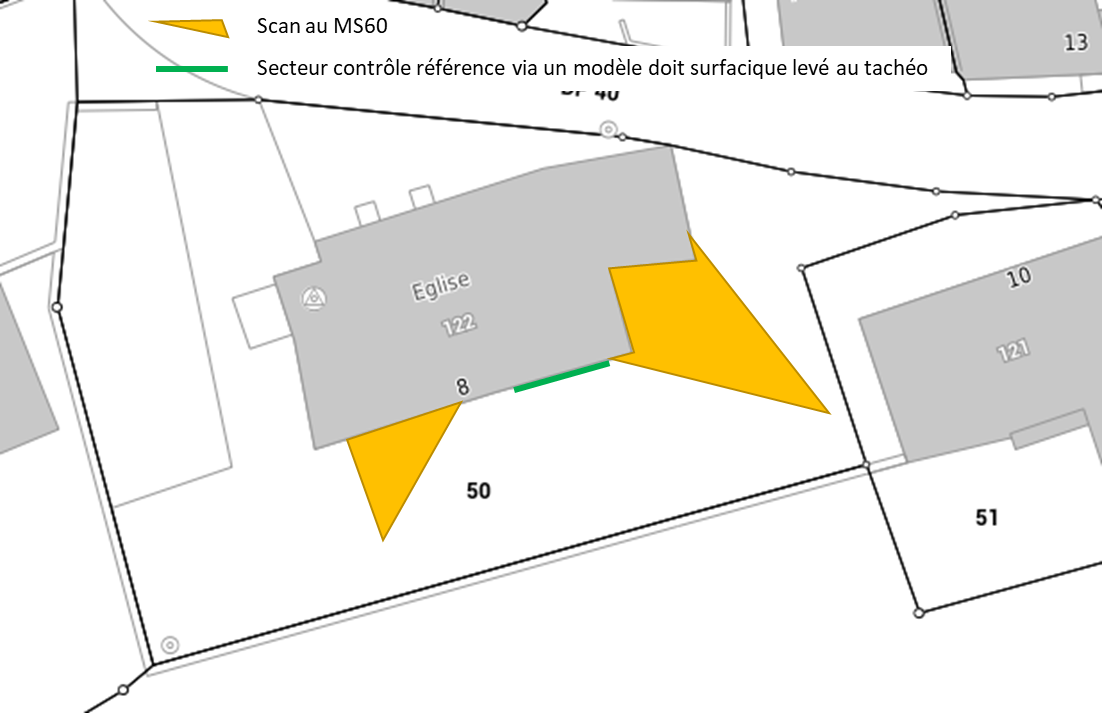 Scan au MS60
13
Secteur contrôle référence via un modèle doit surfacique levé au tachéo
40
10
Eglise
122
121
8
50
51